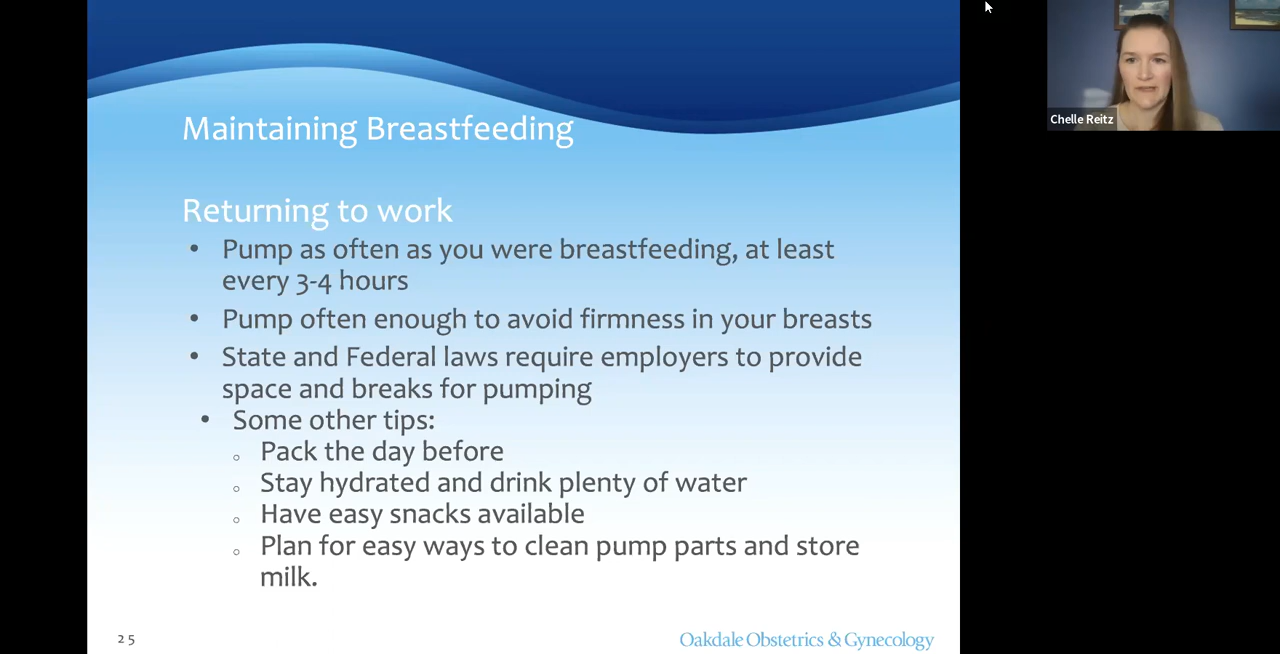 Maintaining Breastfeeding
Returning to work
• Pump as often as you were breastfeeding, at least
every 3-4 hours
• Pump often enough to avoid firmness in your breasts
• State and Federal laws require employers to provide
space and breaks for pumping
• Some other tips:
o Pack the day before
o Stay hydrated and drink plenty of water
o Have easy snacks available
o Plan for easy ways to clean pump parts and store
milk.
25
Oakdale Obstetrics & Gynecology
Chelle Reitz